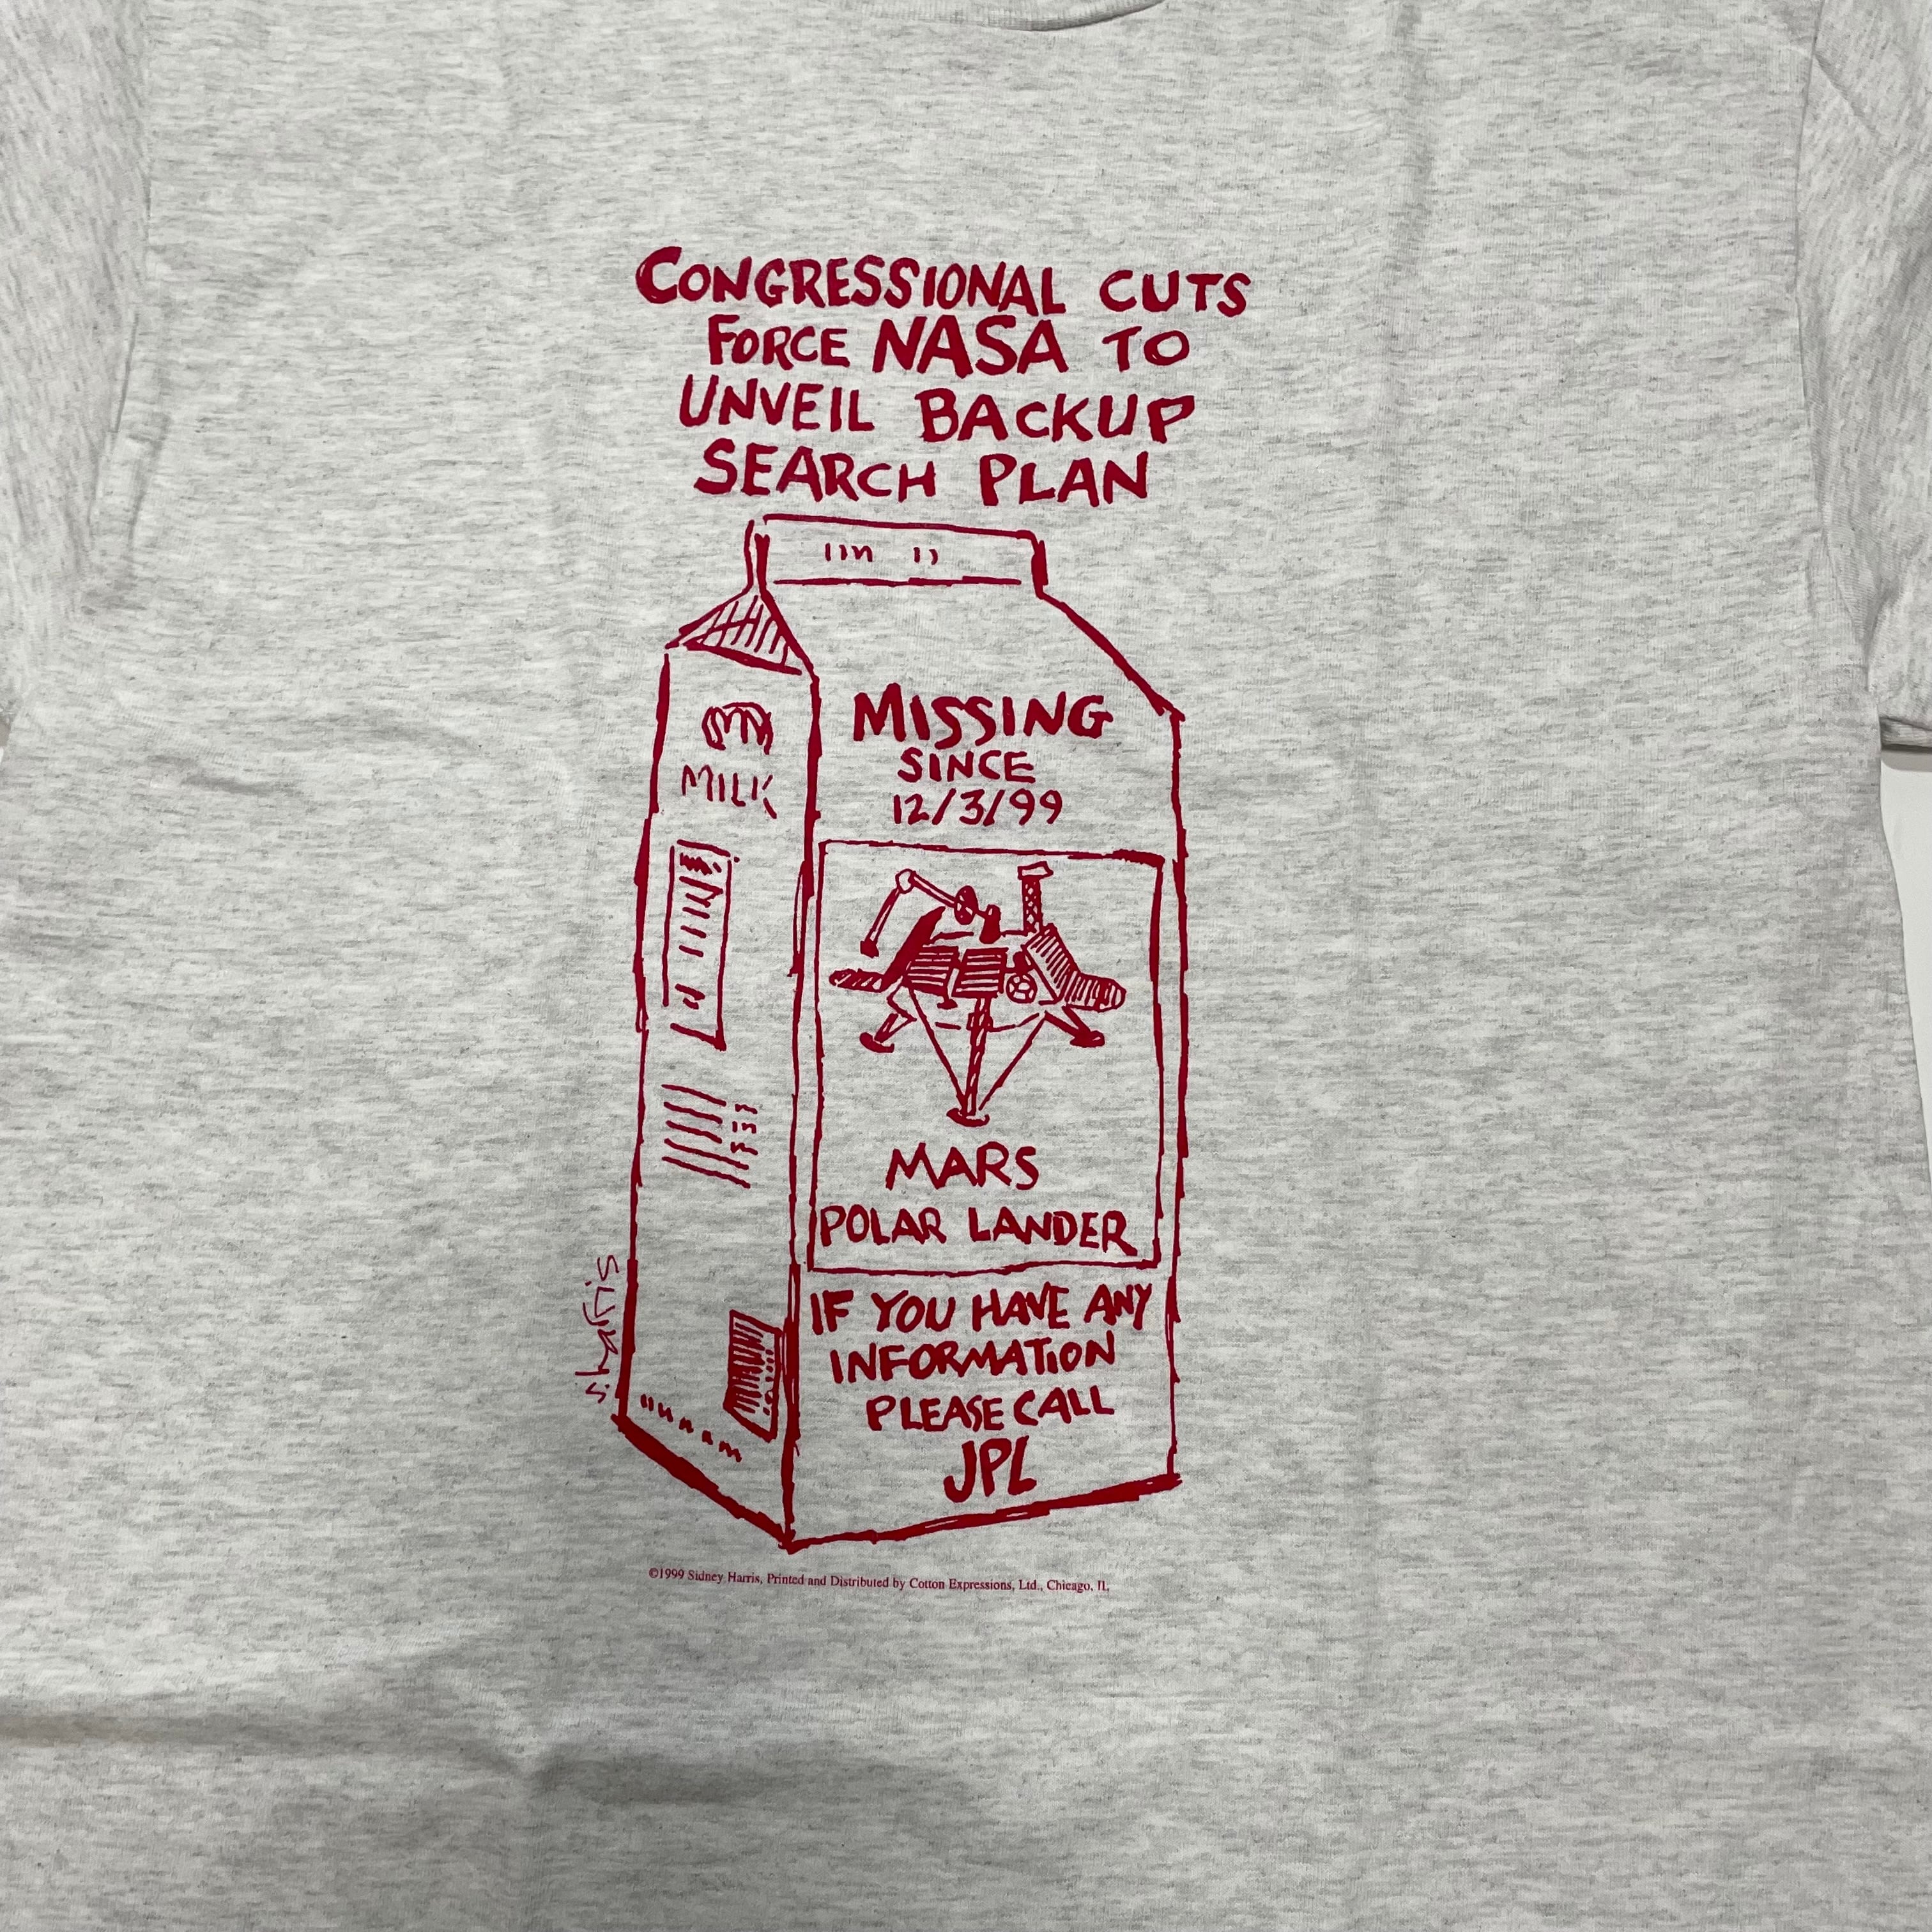 CONGRESSIONAL CUTS
FORCE NASA TO
UNVEIL BACKUP
SEARCH PLAN
MILK
MISSING
SINCE
12/3/99
MARS
POLAR LANDER
IF YOU HAVE ANY
INFORMATION
PLEASE CALL
JPL
s.harris
©1999 Sidney Harris, Printed and Distributed by Cotton Expressions, Ltd., Chicago, IL